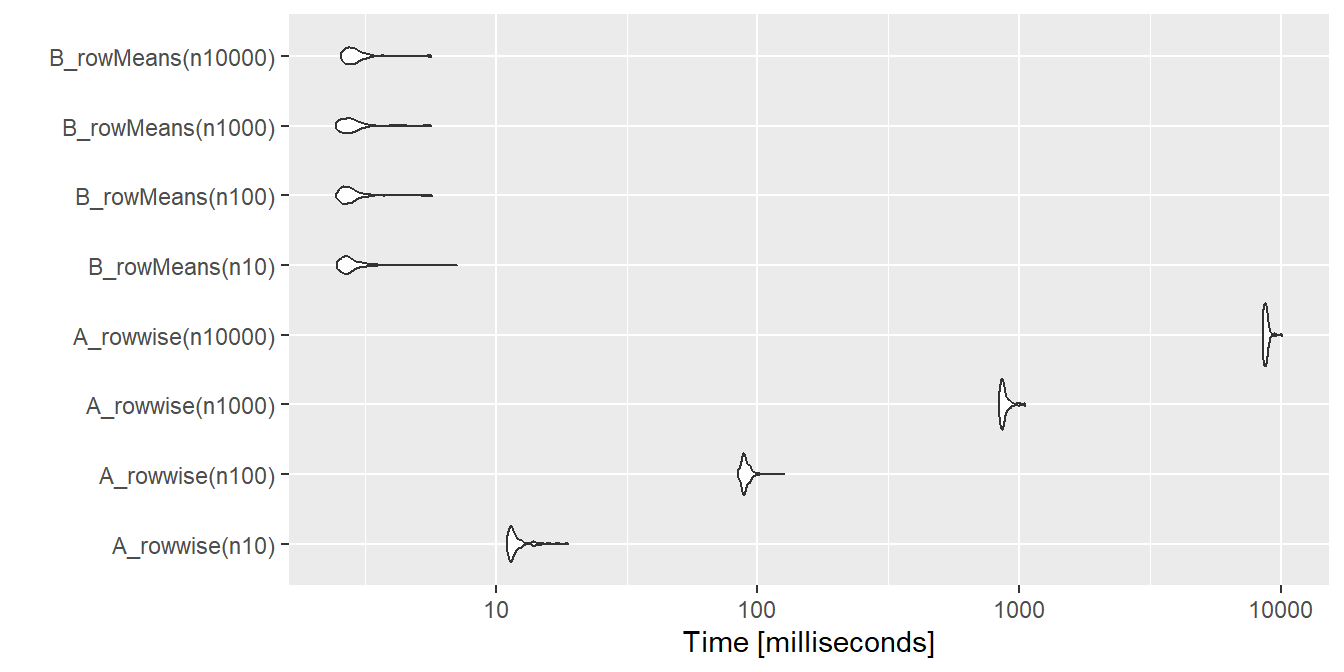 B_rowMeans(n10000)
B_rowMeans(n1000)
B_rowMeans(n100)
B_rowMeans(n10)
A_rowwise(n10000)
A_rowwise(n1000)
A_rowwise(n100)
A_rowwise(n10)
10 100 1000 10000
Time [milliseconds]